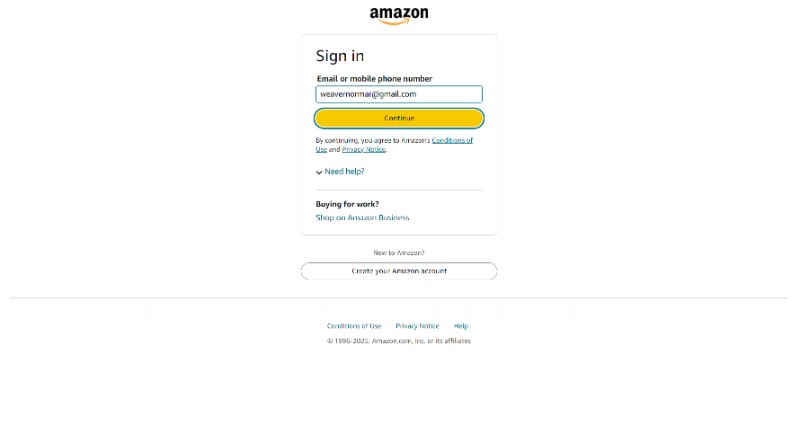 amazon
Sign in
Email or mobile phone number
weavernormar@gmail.com
Continue
By continuing, you agree to Amazon's Conditions of
Use and Privacy Notice.
Need help?
Buying for work?
Shop on Amazon Business
New to Amazon?
Create your Amazon account
Conditions of Use Privacy Notice Help
© 1996-2025, Amazon.com, Inc. or its affiliates